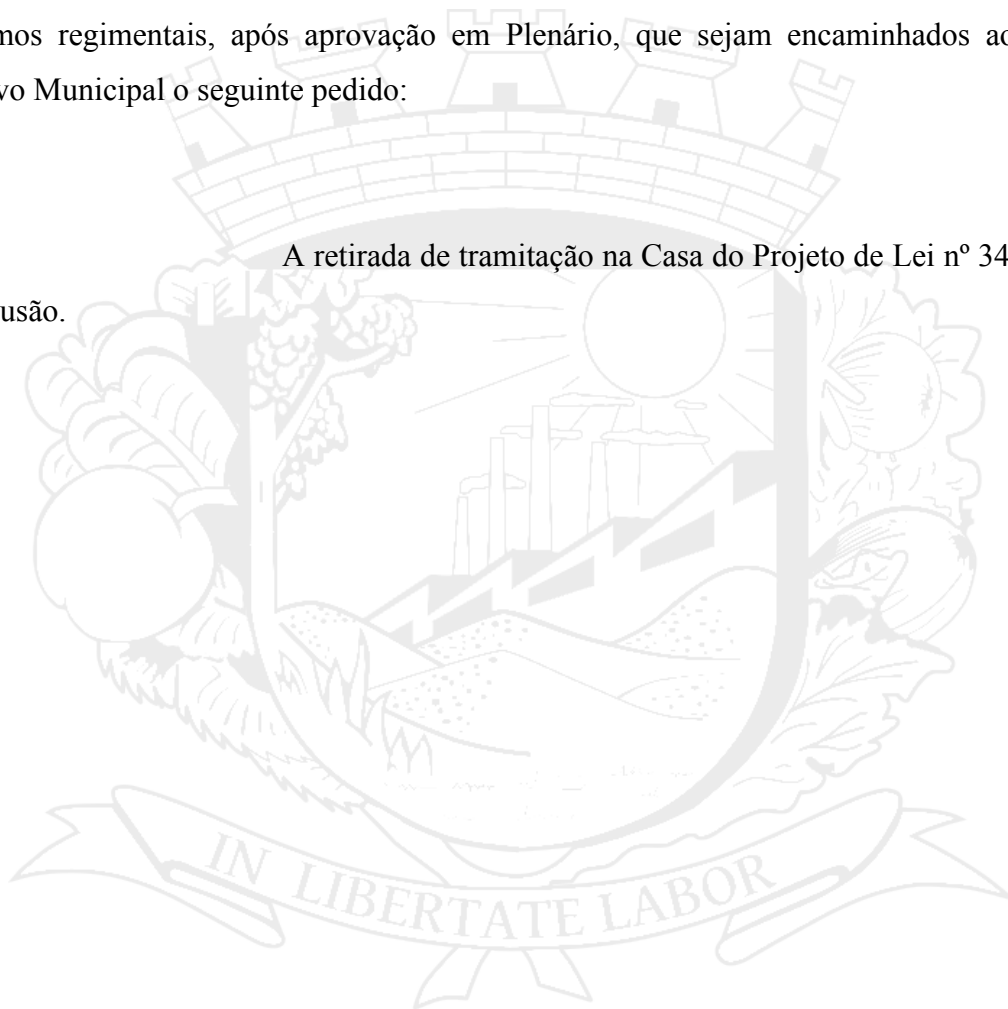 mos regimentais, após aprovação em Plenário, que sejam encaminhados ao
vo Municipal o seguinte pedido:
A retirada de tramitação na Casa do Projeto de Lei nº 34
usão.
IN LIBERTATE LABOR